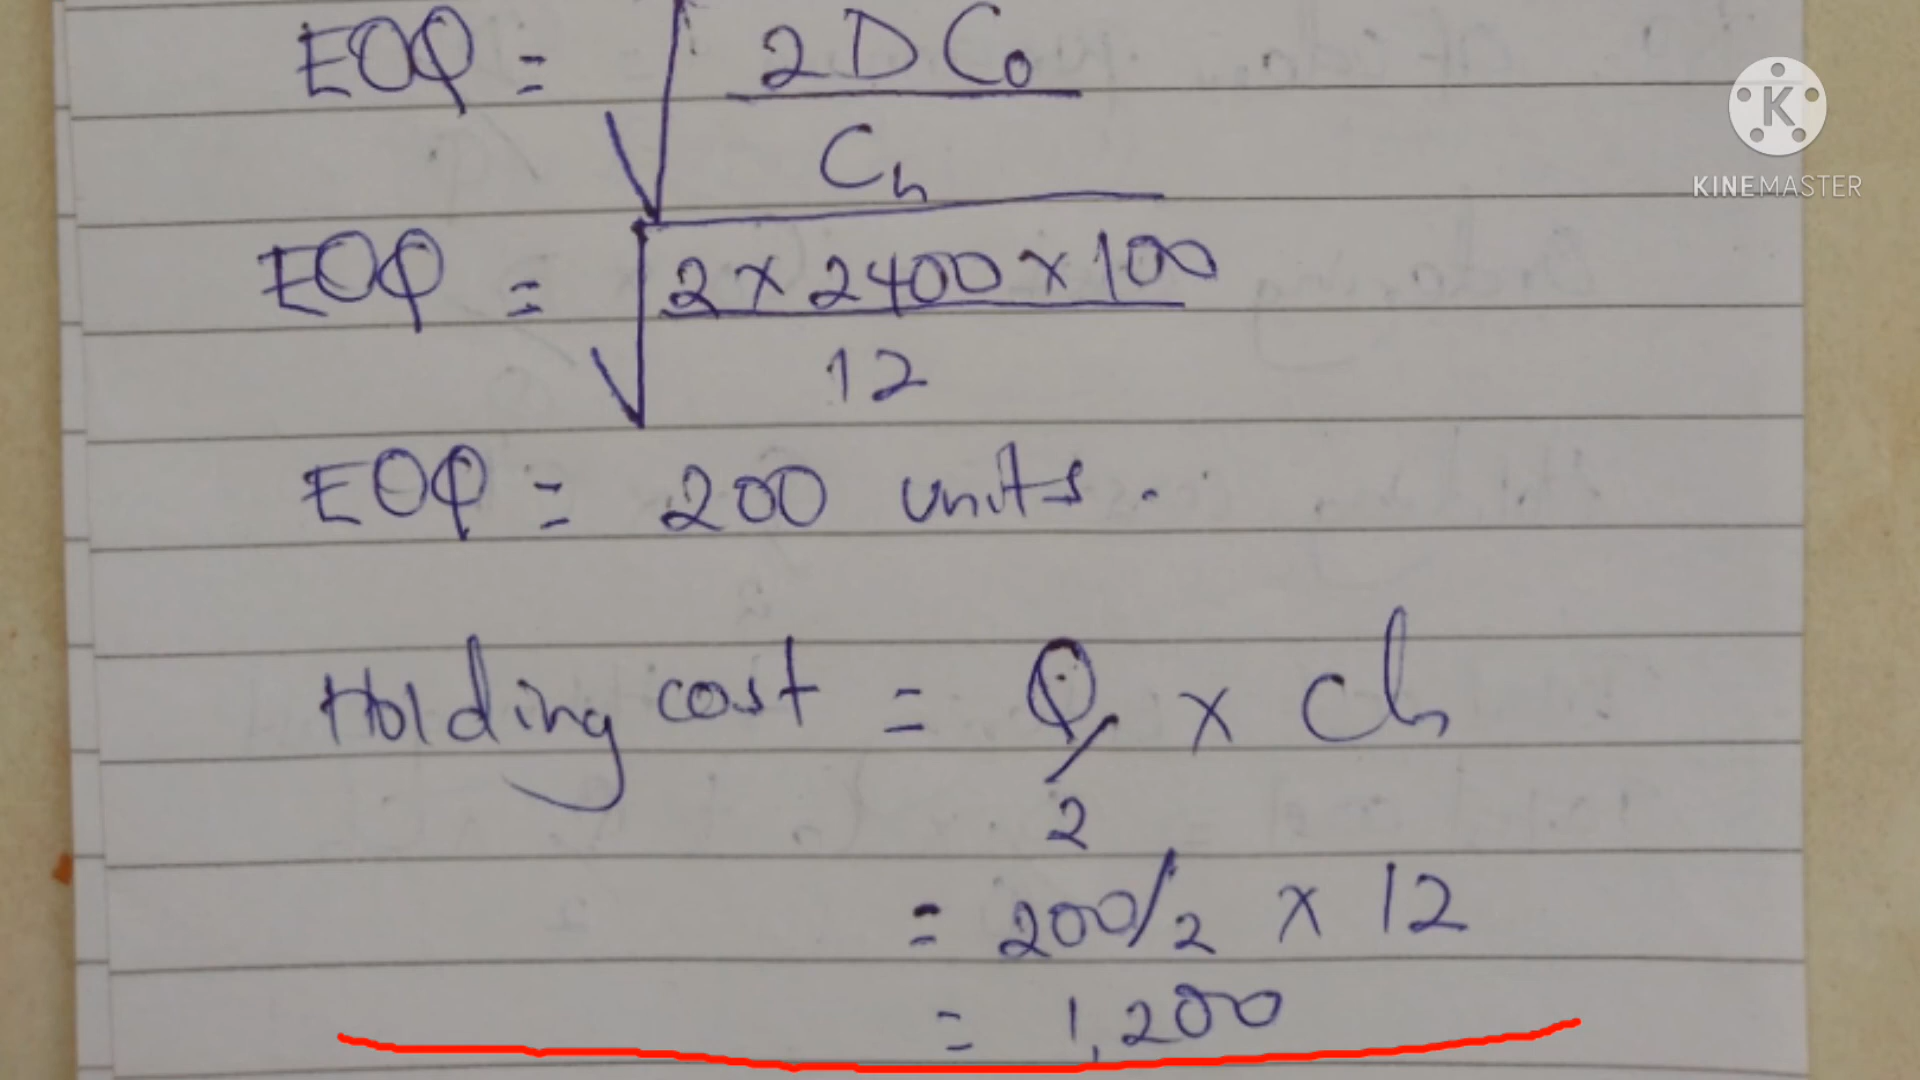 EOQ = √ 2DCo
Ch
K
KINEMASTER
EOQ = √ 2 x 2400 x 100
12
EOQ = 200 units.
Holding cost = Q/2 x Ch
= 200/2 x 12
= 1,200